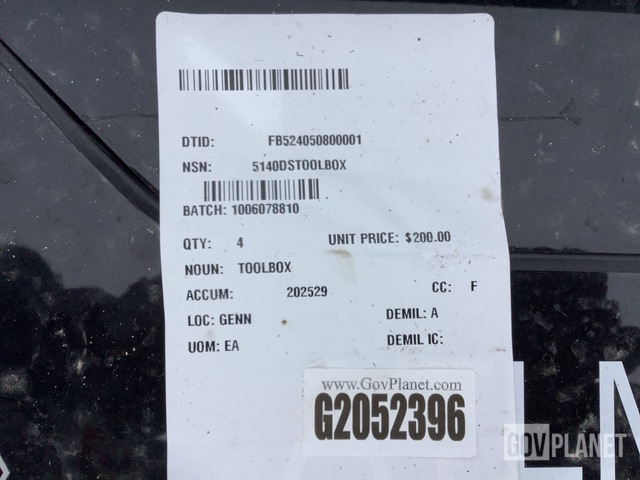 DTID: FB524050800001
NSN: 5140DSTOOLBOX
BATCH: 1006078810
QTY: 4 UNIT PRICE: $200.00
NOUN: TOOLBOX
ACCUM: 202529 CC: F
LOC: GENN DEMIL: A
UOM: EA DEMIL IC:
www.GovPlanet.com
G2052396
GOVPLANET